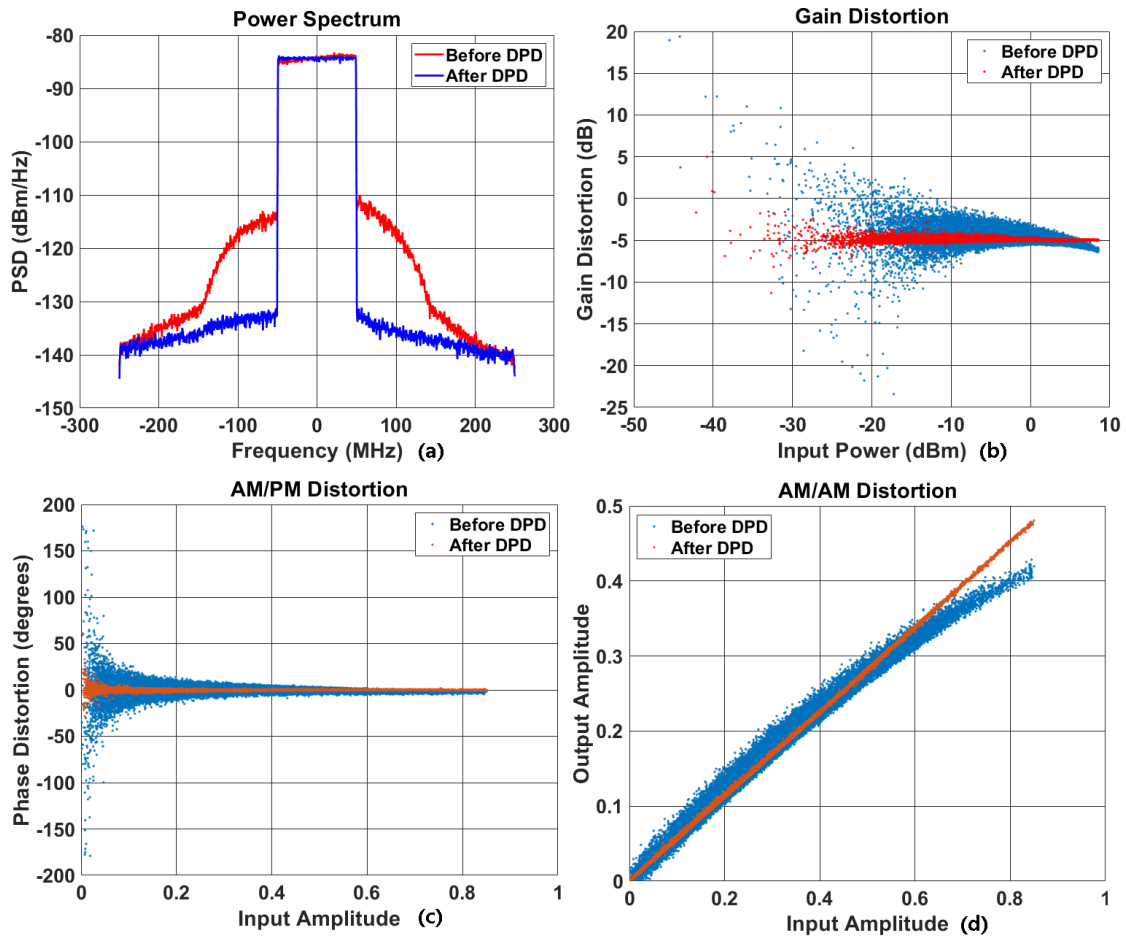 Power Spectrum
-80
-90
-100
-110
-120
-130
-140
-150
PSD (dBm/Hz)
Before DPD
After DPD
-300 -200 -100 0 100 200 300
Frequency (MHz) (a)
Gain Distortion
20
15
10
5
0
-5
-10
-15
-20
-25
Gain Distortion (dB)
Before DPD
After DPD
-50 -40 -30 -20 -10 0 10
Input Power (dBm) (b)
AM/PM Distortion
200
150
100
50
0
-50
-100
-150
-200
Phase Distortion (degrees)
Before DPD
After DPD
0 0.2 0.4 0.6 0.8 1
Input Amplitude (c)
AM/AM Distortion
0.5
0.4
0.3
0.2
0.1
0
Output Amplitude
Before DPD
After DPD
0 0.2 0.4 0.6 0.8 1
Input Amplitude (d)